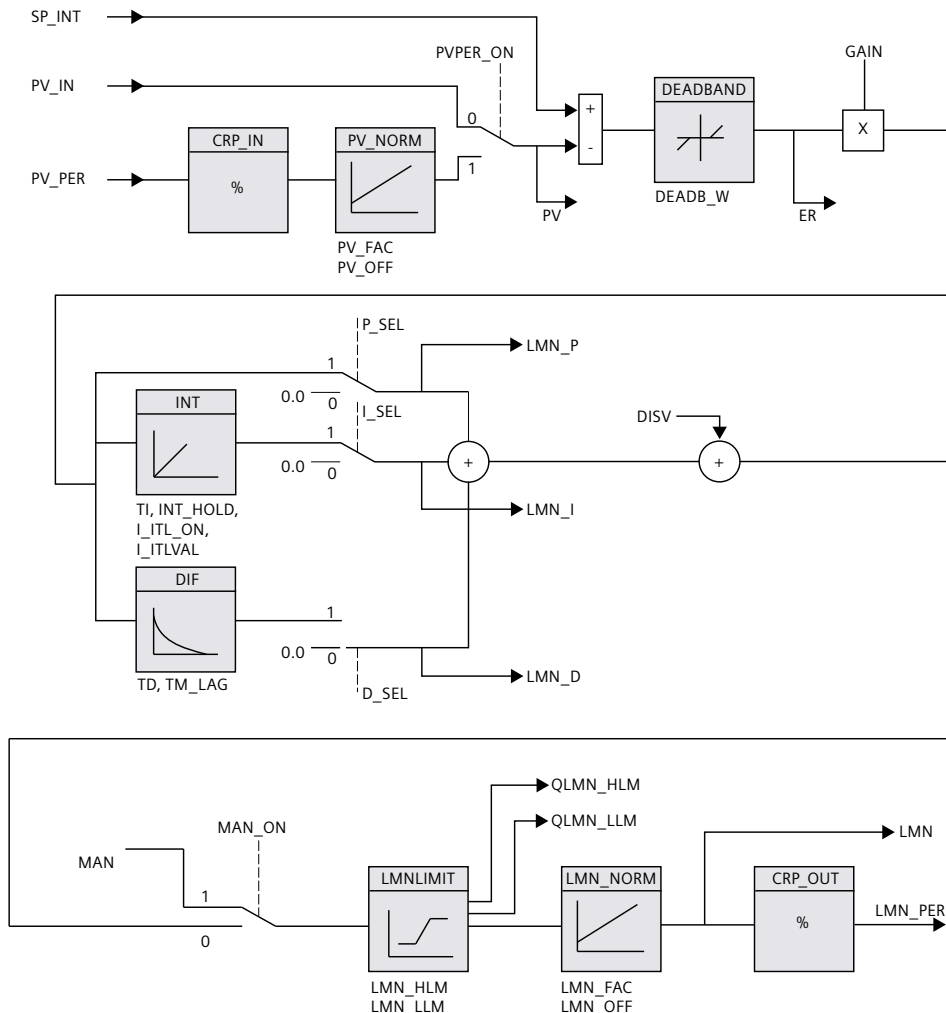 SP_INT
PVPER_ON
GAIN
PV_IN
DEADBAND
+
0
-
X
CRP_IN
PV_NORM
1
PV_PER
%
DEADB_W
PV
ER
PV_FAC
PV_OFF
P_SEL
LMN_P
1
0.0
0
INT
I_SEL
DISV
1
0.0
0
+
+
TI, INT_HOLD,
I_ITL_ON,
I_ITLVAL
LMN_I
DIF
1
0.0
0
TD, TM_LAG
D_SEL
LMN_D
QLMN_HLM
QLMN_LLM
MAN_ON
LMN
MAN
LMNLIMIT
LMN_NORM
CRP_OUT
1
%
LMN_PER
0
LMN_HLM
LMN_LLM
LMN_FAC
LMN_OFF